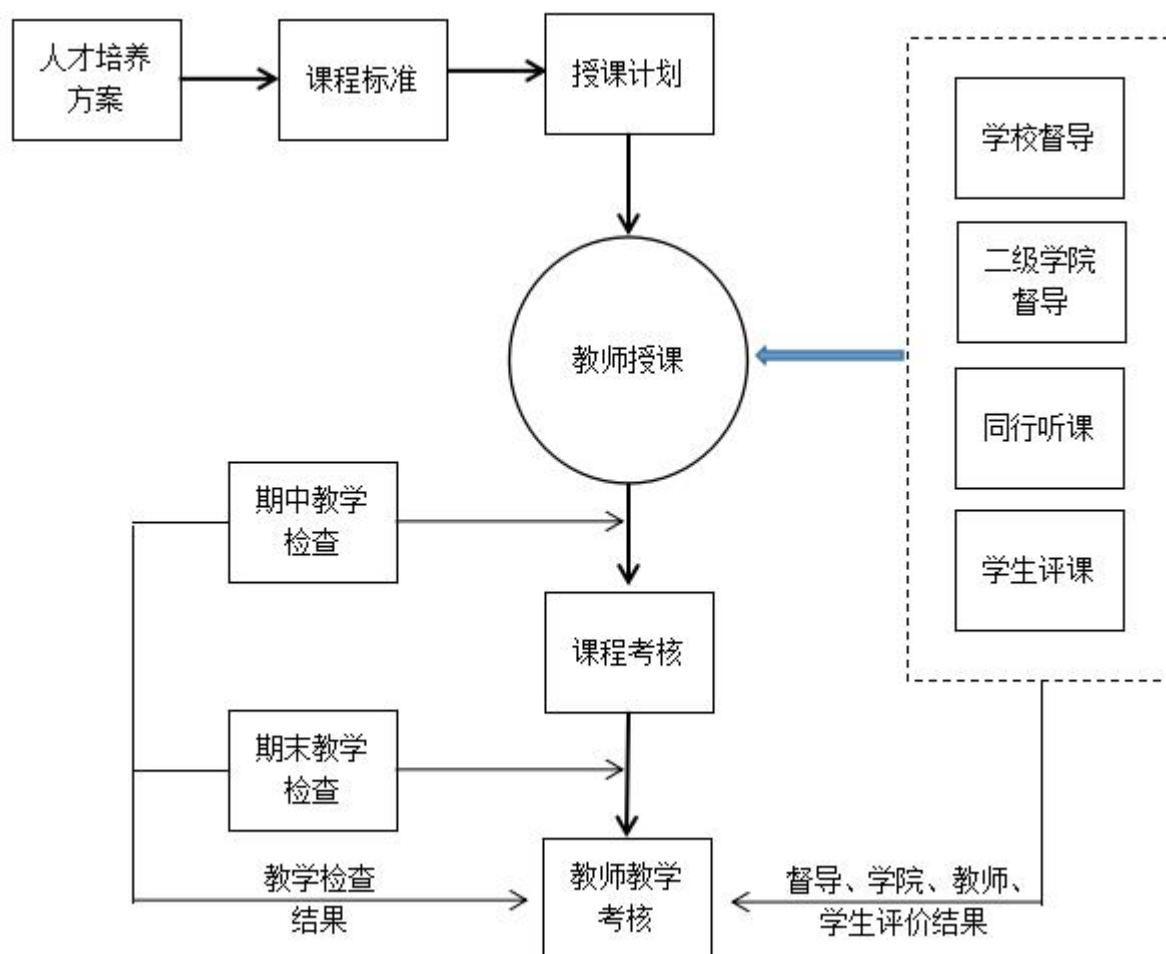 人才培养
方案
课程标准
授课计划
学校督导
二级学院
督导
教师授课
同行听课
期中教学
检查
学生评课
课程考核
期末教学
检查
教学检查
结果
教师教学
考核
督导、学院、教师、
学生评价结果